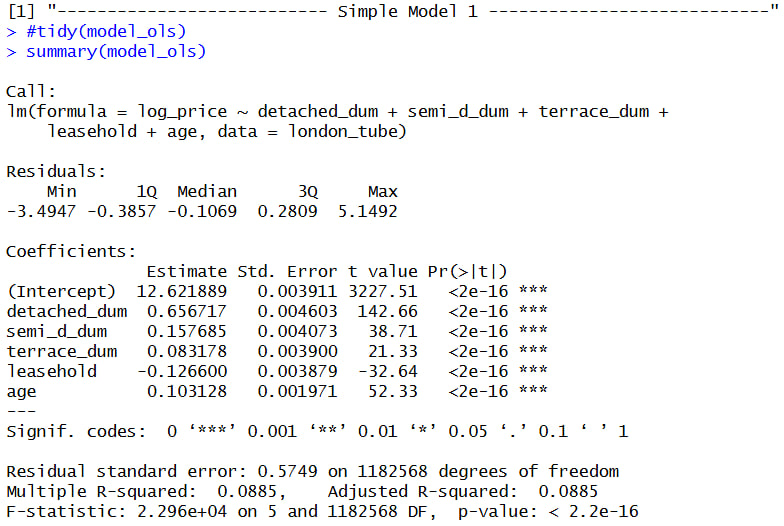 [1] "--------------------------- Simple Model 1 ----------------------------"
> #tidy(model_ols)
> summary(model_ols)
Call:
lm(formula = log_price ~ detached_dum + semi_d_dum + terrace_dum +
    leasehold + age, data = london_tube)
Residuals:
    Min      1Q  Median      3Q     Max
-3.4947 -0.3857 -0.1069  0.2809  5.1492
Coefficients:
              Estimate Std. Error t value Pr(>|t|)
(Intercept)  12.621889   0.003911 3227.51   <2e-16 ***
detached_dum  0.656717   0.004603  142.66   <2e-16 ***
semi_d_dum    0.157685   0.004073   38.71   <2e-16 ***
terrace_dum   0.083178   0.003900   21.33   <2e-16 ***
leasehold    -0.126600   0.003879  -32.64   <2e-16 ***
age           0.103128   0.001971   52.33   <2e-16 ***
---
Signif. codes:  0 ‘***’ 0.001 ‘**’ 0.01 ‘*’ 0.05 ‘.’ 0.1 ‘ ’ 1
Residual standard error: 0.5749 on 1182568 degrees of freedom
Multiple R-squared:  0.0885,    Adjusted R-squared:  0.0885
F-statistic: 2.296e+04 on 5 and 1182568 DF,  p-value: < 2.2e-16